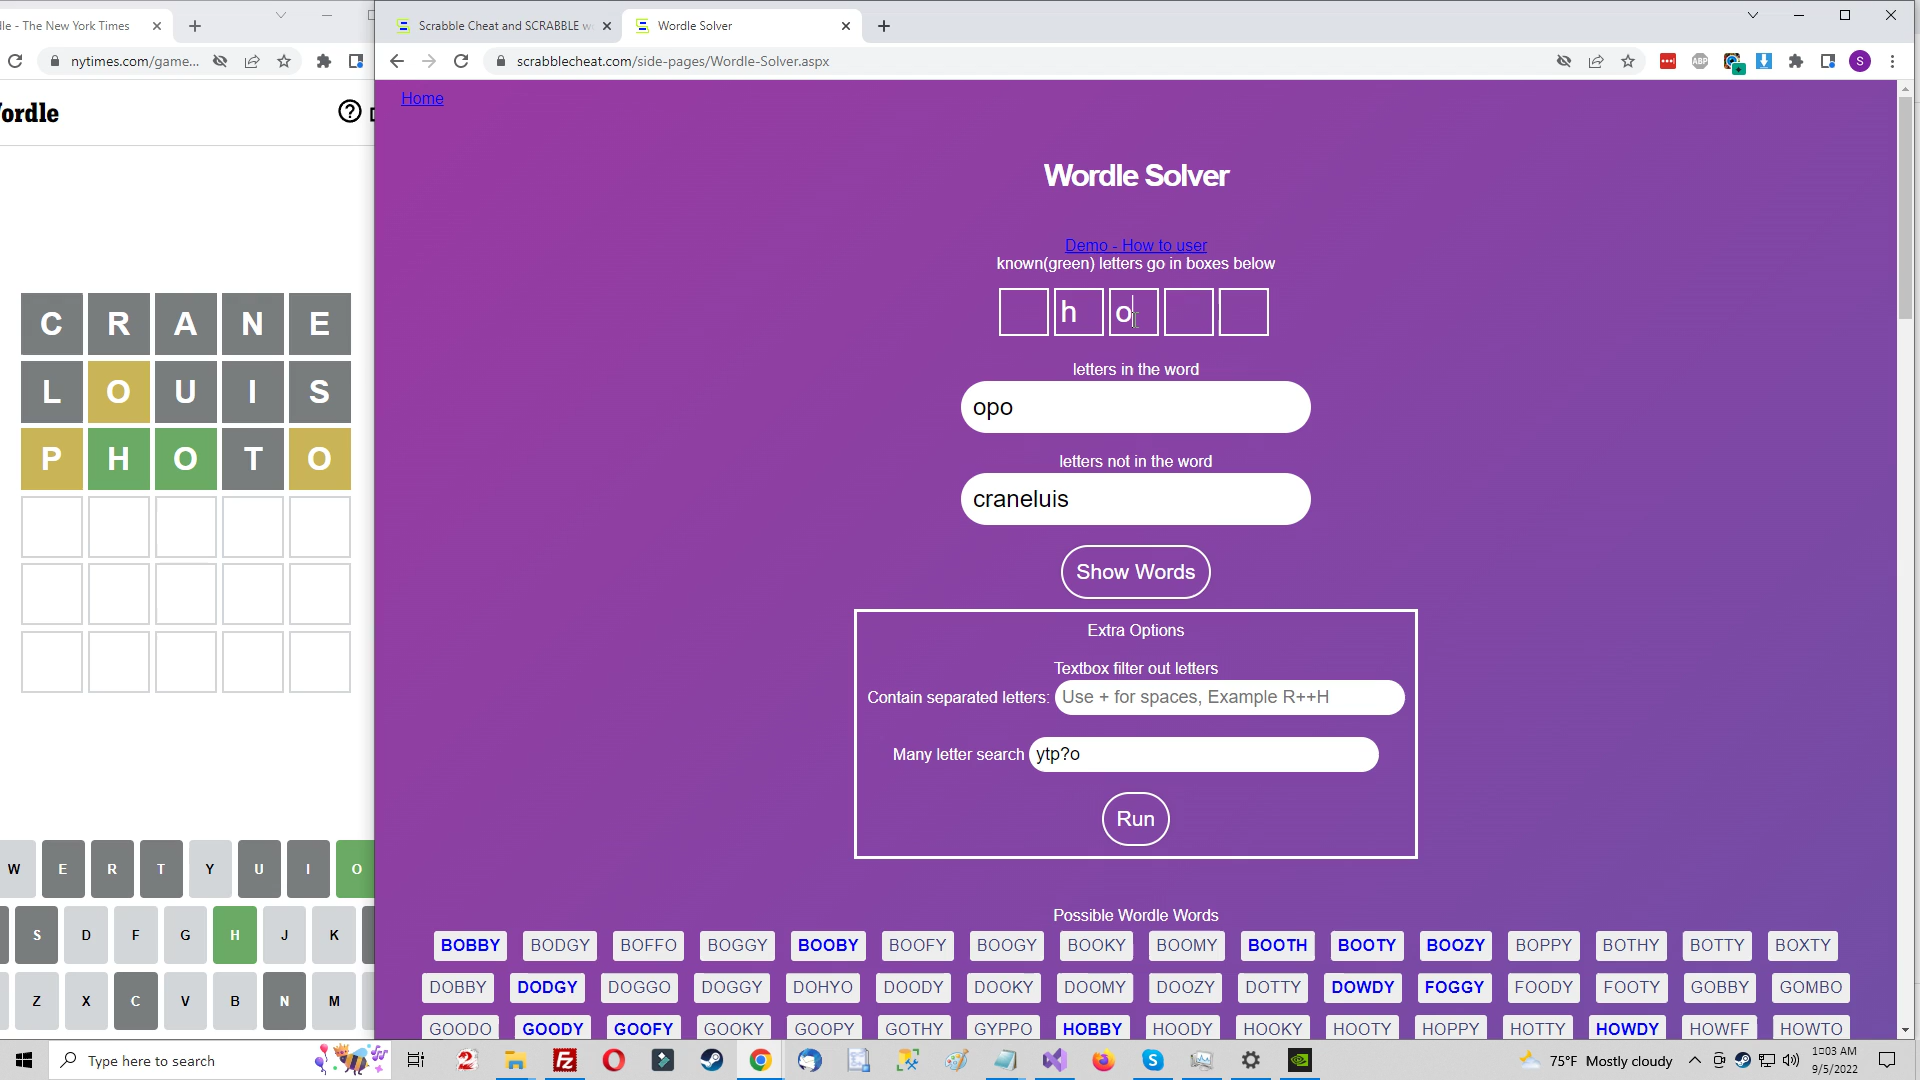 dle - The New York Times
Scrabble Cheat and SCRABBLE w
Wordle Solver
nytimes.com/game...
scrabblecheat.com/side-pages/Wordle-Solver.aspx
ABP
S
ordle
Home
Wordle Solver
Demo - How to user
known(green) letters go in boxes below
h o
letters in the word
opo
letters not in the word
craneluis
Show Words
Extra Options
Textbox filter out letters
Contain separated letters: Use + for spaces, Example R++H
Many letter search ytp?o
Run
Possible Wordle Words
BOBBY BODGY BOFFO BOGGY BOOBY BOOFY BOOGY BOOKY BOOMY BOOTH BOOTY BOOZY BOPPY BOTHY BOTTY BOXTY
DOBBY DODGY DOGGO DOGGY DOHYO DOODY DOOKY DOOMY DOOZY DOTTY DOWDY FOGGY FOODY FOOTY GOBBY GOMBO
GOODO GOODY GOOFY GOOKY GOOPY GOTHY GYPPO HOBBY HOODY HOOKY HOOTY HOPPY HOTTY HOWDY HOWFF HOWTO
C R A N E
L O U I S
P H O T O
W E R T Y U I O
S D F G H J K
Z X C V B N M
Type here to search
75°F Mostly cloudy
1:03 AM
9/5/2022